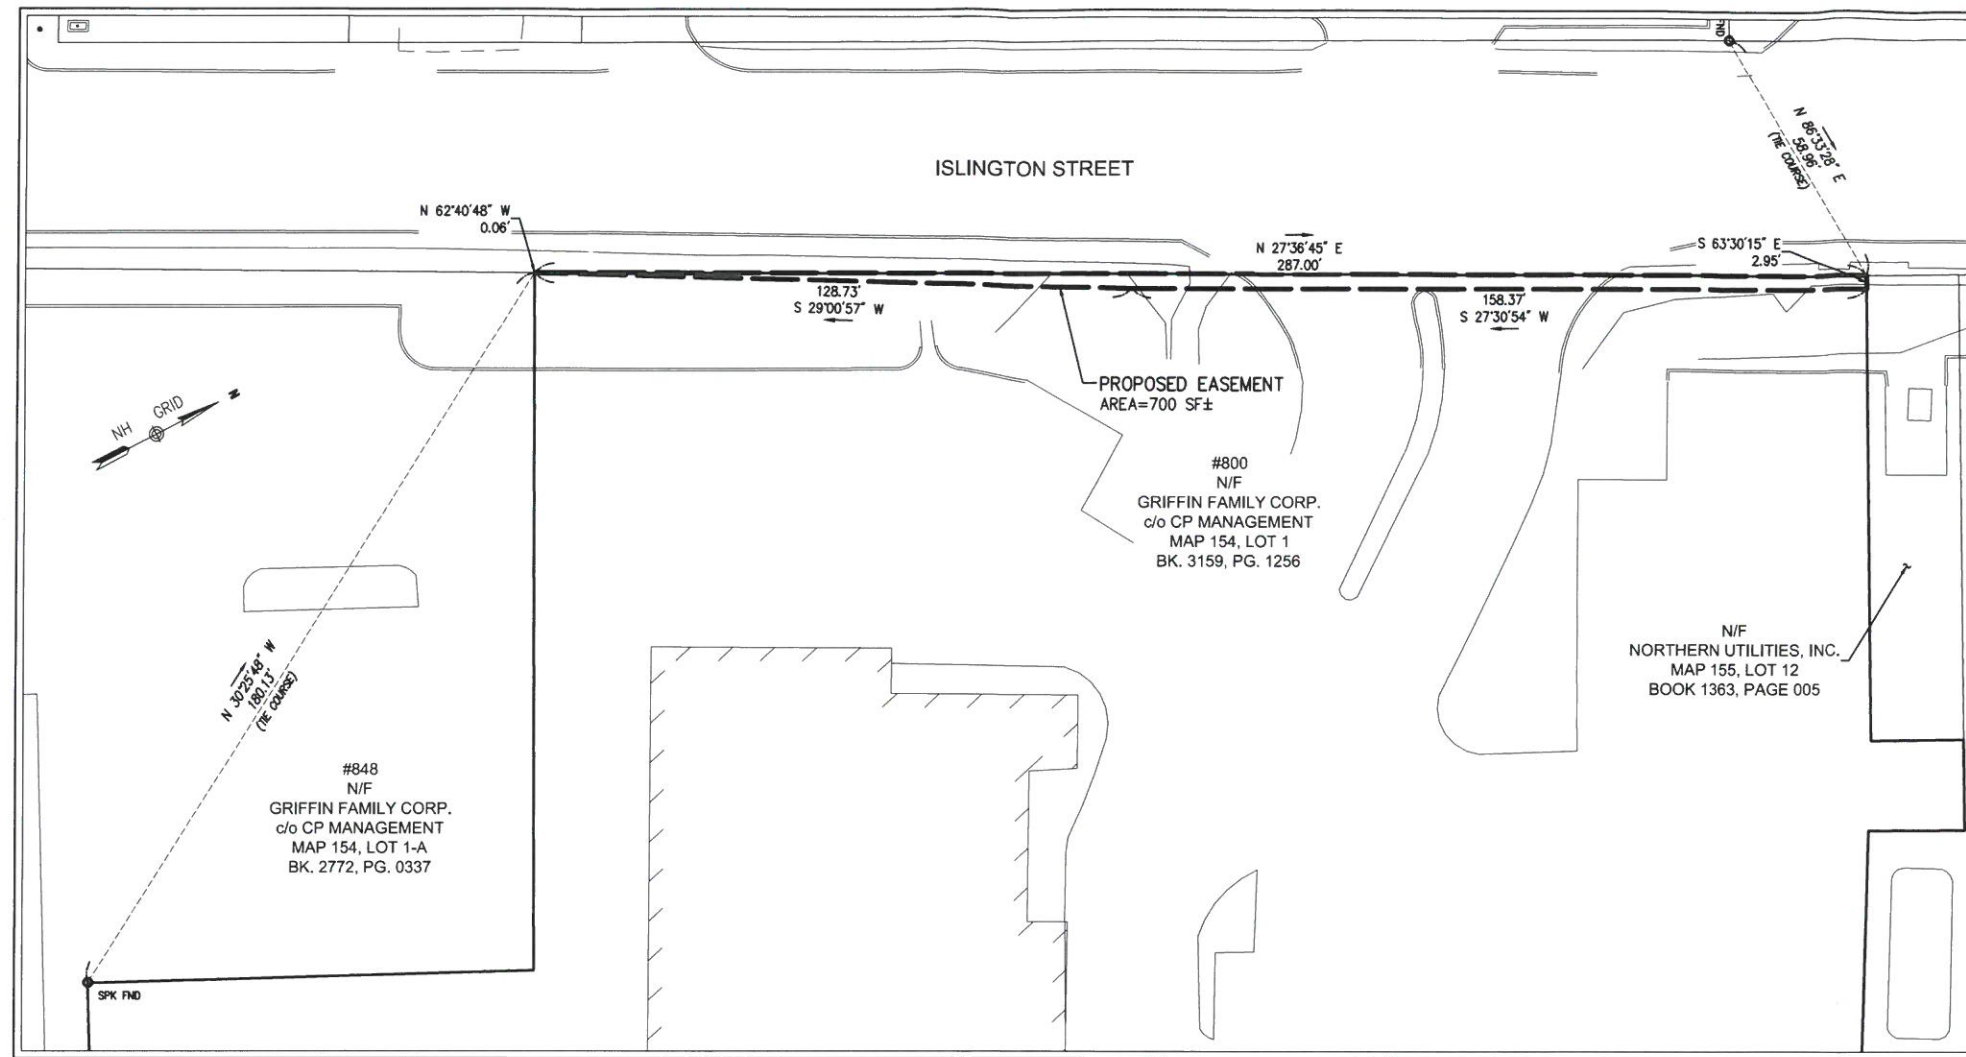 FND
N 86°33'28" E
58.96'
(TIE COURSE)
ISLINGTON STREET
N 62°40'48" W
0.06'
N 27°36'45" E
287.00'
S 63°30'15" E
2.95'
128.73'
S 29°00'57" W
158.37'
S 27°30'54" W
PROPOSED EASEMENT
AREA=700 SF±
NH GRID N
#800
N/F
GRIFFIN FAMILY CORP.
c/o CP MANAGEMENT
MAP 154, LOT 1
BK. 3159, PG. 1256
N/F
NORTHERN UTILITIES, INC.
MAP 155, LOT 12
BOOK 1363, PAGE 005
N 30°25'48" W
180.13'
(TIE COURSE)
#848
N/F
GRIFFIN FAMILY CORP.
c/o CP MANAGEMENT
MAP 154, LOT 1-A
BK. 2772, PG. 0337
SPK FND